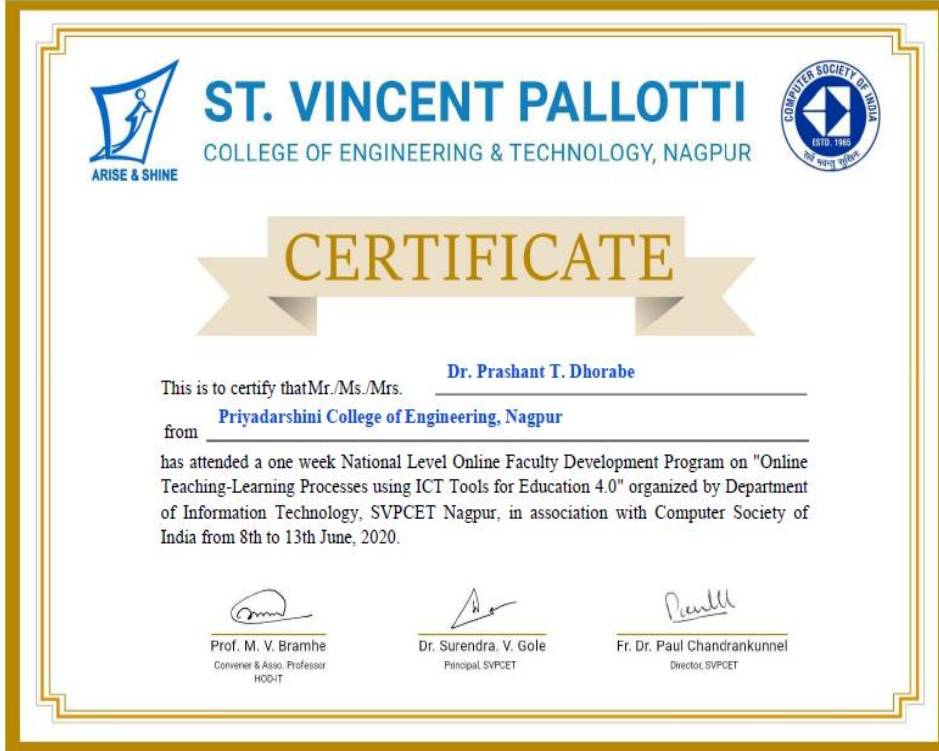 ST. VINCENT PALLOTTI
COLLEGE OF ENGINEERING & TECHNOLOGY, NAGPUR
ARISE & SHINE
COMPUTER SOCIETY OF INDIA
ESTD. 1965
सर्वे भवन्तु सुखिनः
CERTIFICATE
This is to certify thatMr./Ms./Mrs. Dr. Prashant T. Dhorabe
from Priyadarshini College of Engineering, Nagpur
has attended a one week National Level Online Faculty Development Program on "Online
Teaching-Learning Processes using ICT Tools for Education 4.0" organized by Department
of Information Technology, SVPCET Nagpur, in association with Computer Society of
India from 8th to 13th June, 2020.
Prof. M. V. Bramhe
Convener & Asso. Professor
HOD-IT
Dr. Surendra. V. Gole
Principal, SVPCET
Fr. Dr. Paul Chandrankunnel
Director, SVPCET